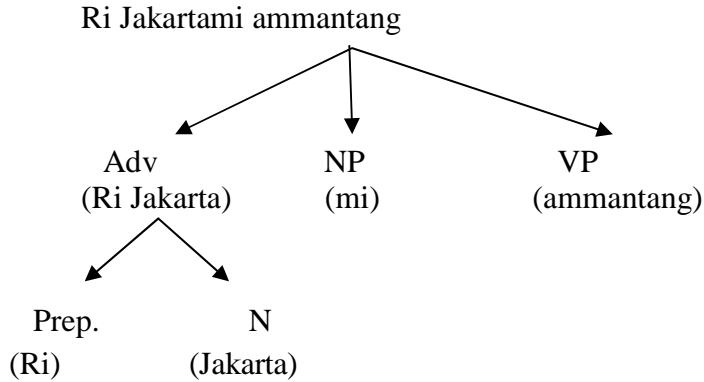 Ri Jakartami ammantang
Adv NP VP
(Ri Jakarta) (mi) (ammantang)
Prep. N
(Ri) (Jakarta)